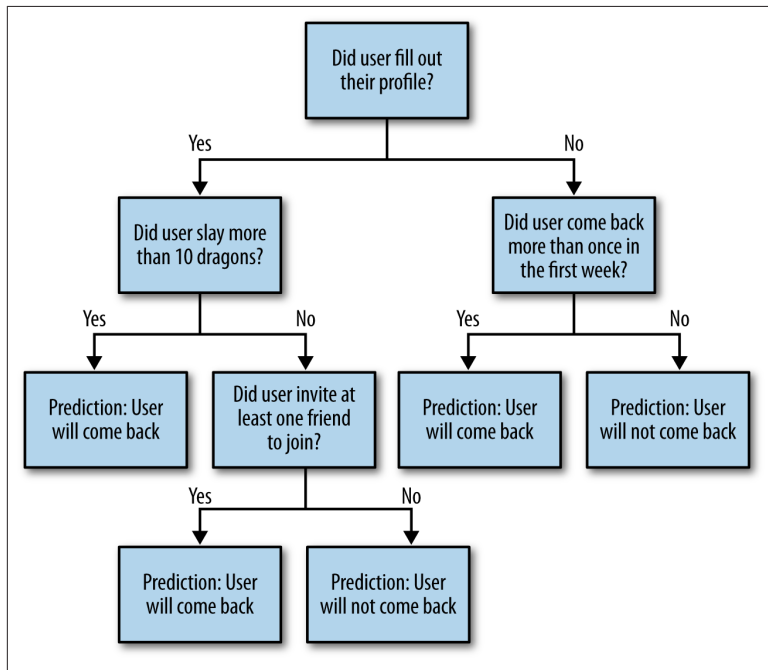 Did user fill out
their profile?
Yes
No
Did user slay more
than 10 dragons?
Did user come back
more than once in
the first week?
Yes
No
Yes
No
Prediction: User
will come back
Did user invite at
least one friend
to join?
Prediction: User
will come back
Prediction: User
will not come back
Yes
No
Prediction: User
will come back
Prediction: User
will not come back